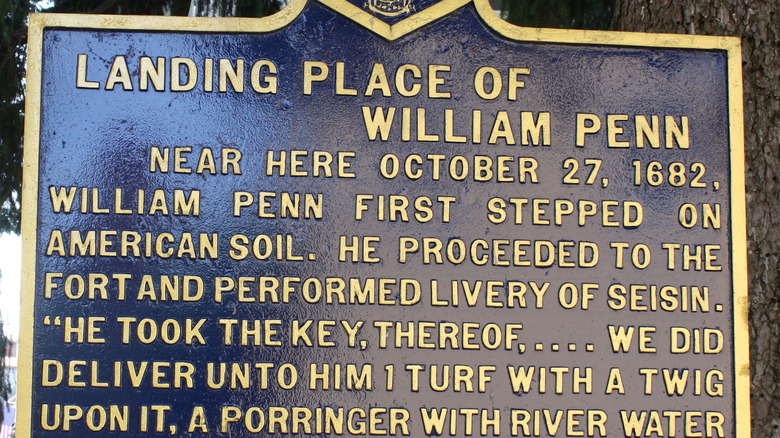 LANDING PLACE OF
WILLIAM PENN
NEAR HERE OCTOBER 27, 1682,
WILLIAM PENN FIRST STEPPED ON
AMERICAN SOIL. HE PROCEEDED TO THE
FORT AND PERFORMED LIVERY OF SEISIN.
“HE TOOK THE KEY, THEREOF, .... WE DID
DELIVER UNTO HIM 1 TURF WITH A TWIG
UPON IT, A PORRINGER WITH RIVER WATER